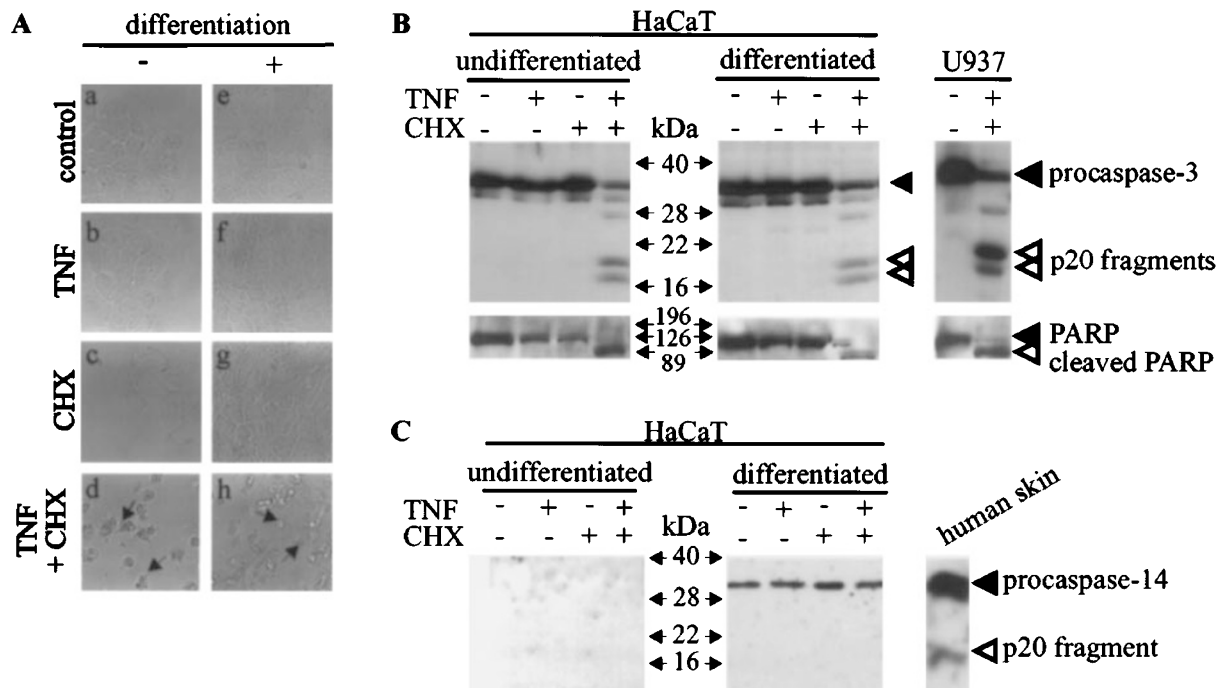 A
differentiation
- +
control
a e
TNF
b f
CHX
c g
TNF
+ CHX
d h
B
HaCaT
undifferentiated differentiated U937
TNF - + - + - + - + - +
CHX - - + + kDa - - + + - +
40
28
22
16
procaspase-3
p20 fragments
196
126
89
PARP
cleaved PARP
C
HaCaT
undifferentiated differentiated human skin
TNF - + - + - + - +
CHX - - + + kDa - - + +
40
28
22
16
procaspase-14
p20 fragment